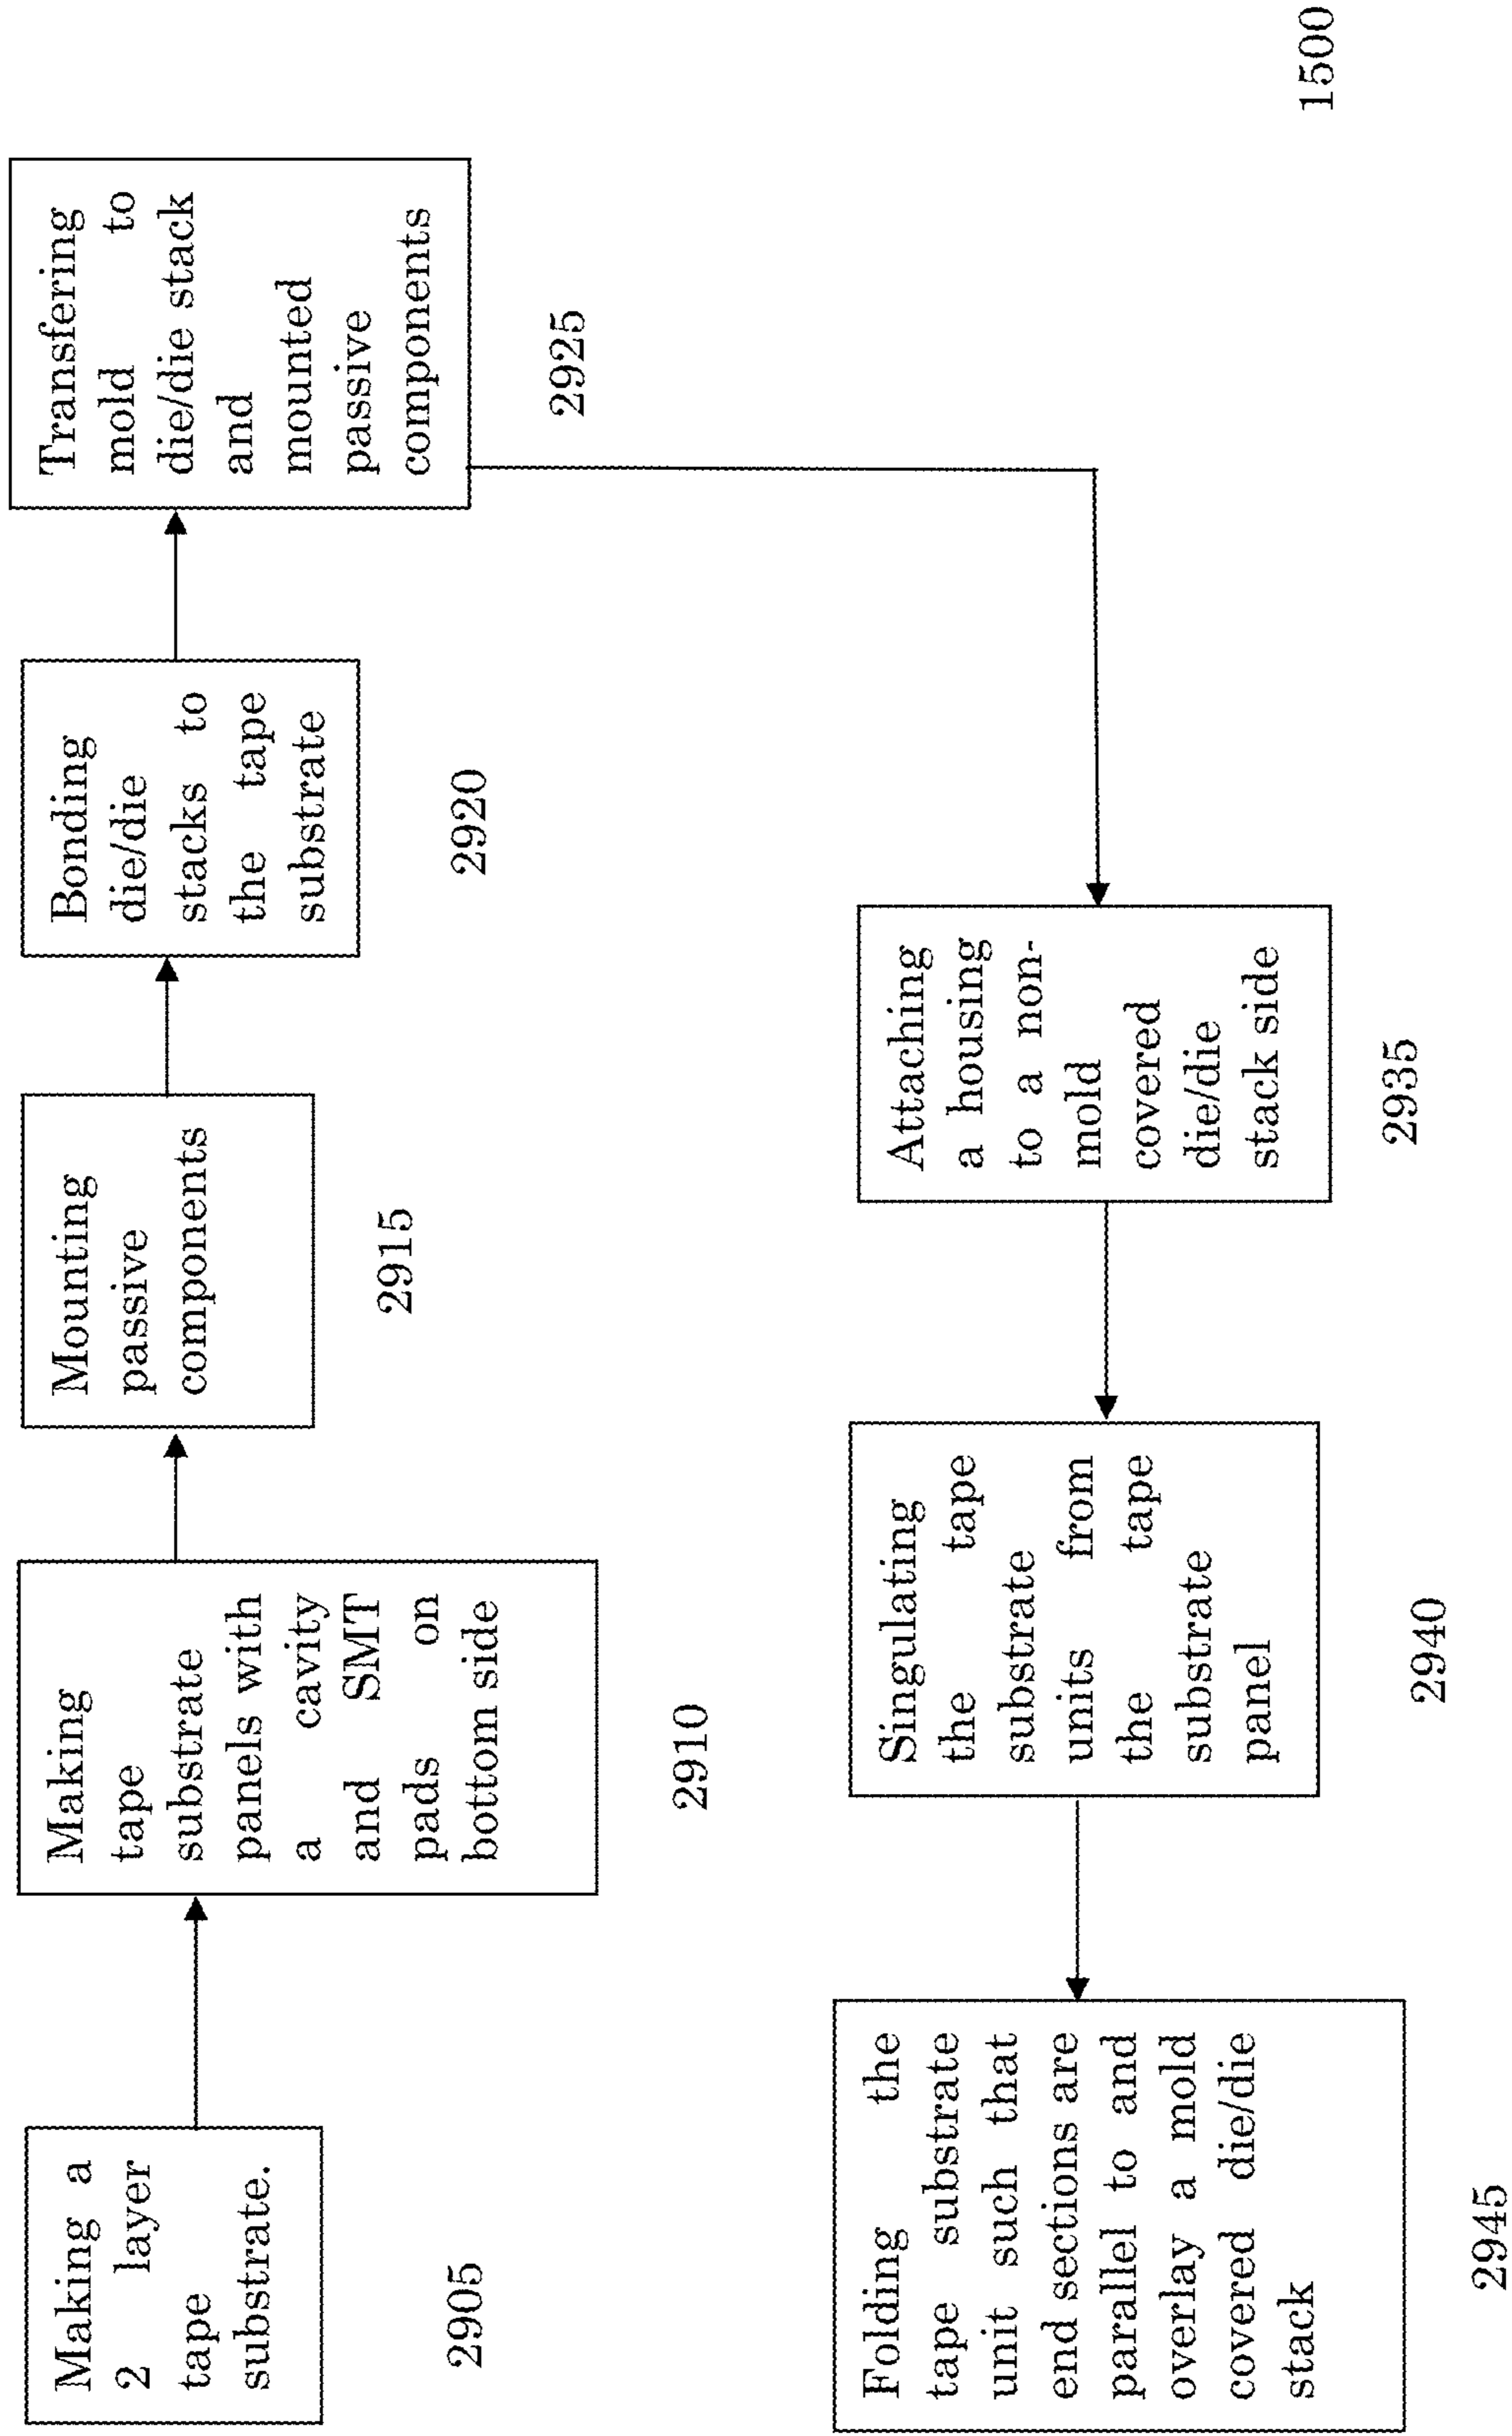 Making a
2 layer
tape
substrate.
2905
Making
tape
substrate
panels with
a cavity
and SMT
pads on
bottom side
2910
Mounting
passive
components
2915
Bonding
die/die
stacks to
the tape
substrate
2920
Transfering
mold to
die/die stack
and
mounted
passive
components
2925
Attaching
a housing
to a non-
mold
covered
die/die
stack side
2935
Singulating
the tape
substrate
units from
the tape
substrate
panel
2940
Folding the
tape substrate
unit such that
end sections are
parallel to and
overlay a mold
covered die/die
stack
2945
1500